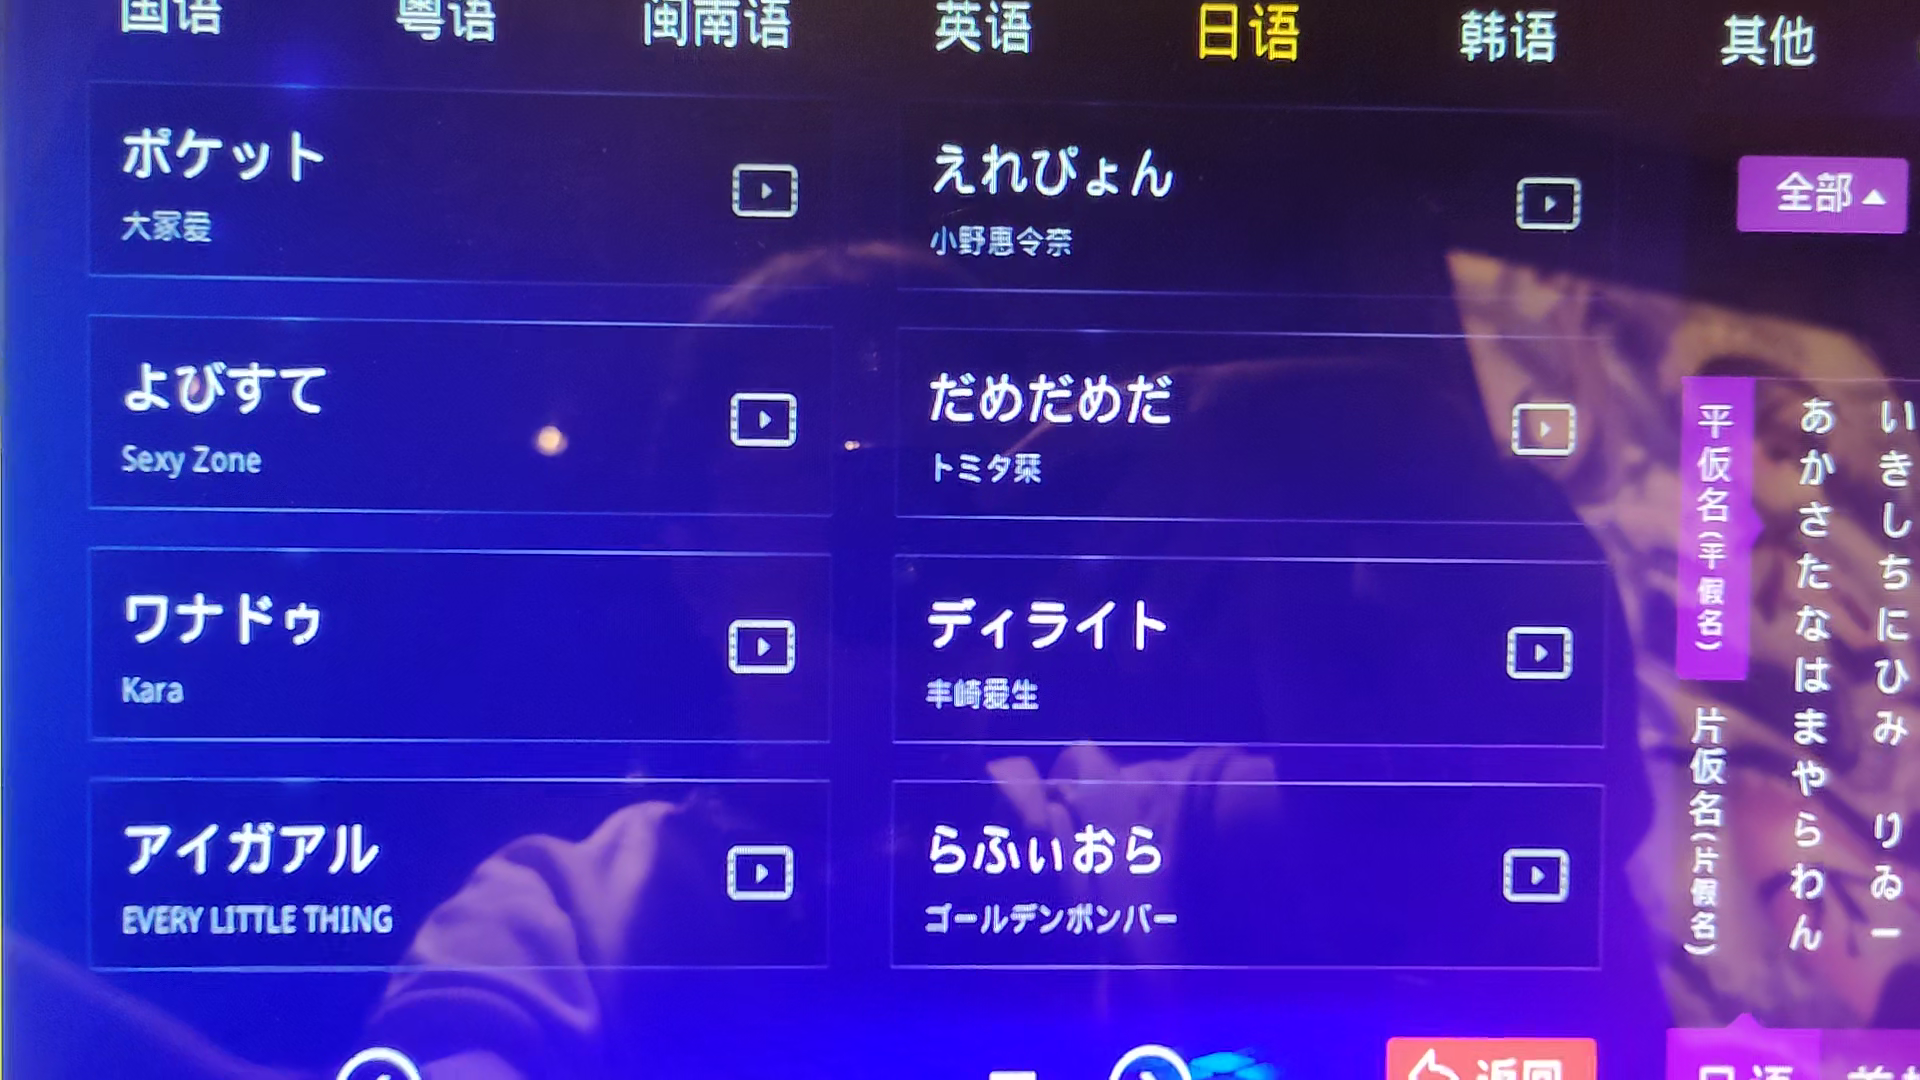 国语 粤语 闽南语 英语 日语 韩语 其他
全部
ポケット
大冢爱
えれぴょん
小野惠令奈
よびすて
Sexy Zone
だめだめだ
トミタ栞
ワナドゥ
Kara
ディライト
丰崎爱生
アイガアル
EVERY LITTLE THING
らふぃおら
ゴールデンボンバー
平仮名(平假名)
片仮名(片假名)
あかさたなはまやらわん
いきしちにひみ りゐー
返回
日语